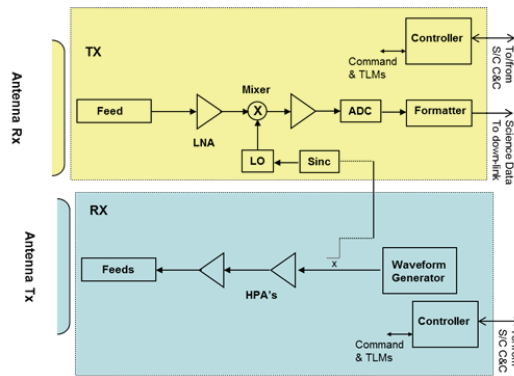 TX
Antenna Rx
Feed
LNA
Mixer
X
ADC
Formatter
Controller
Command
& TLMs
To/from
S/C C&C
Science Data
To down-link
LO
Sinc
RX
Antenna Tx
Feeds
HPA's
x
Waveform
Generator
Controller
Command
& TLMs
S/C C&C